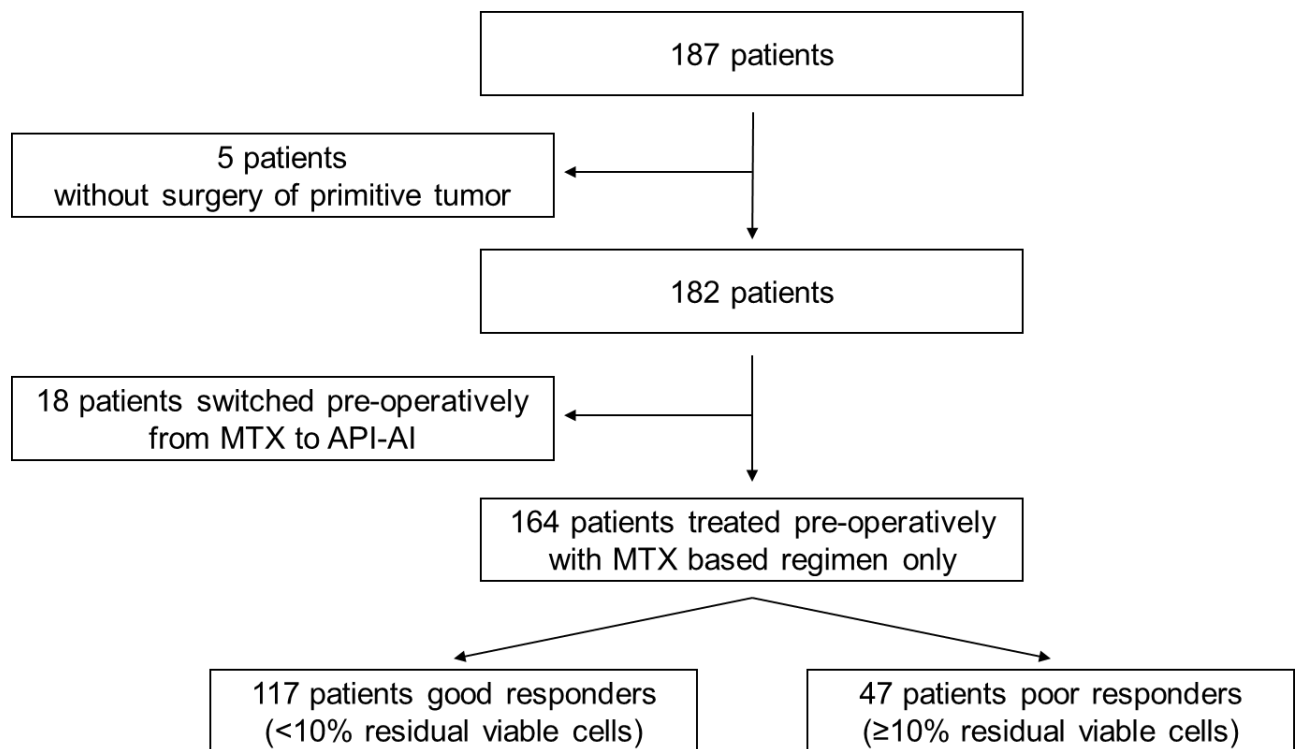 187 patients
5 patients
without surgery of primitive tumor
182 patients
18 patients switched pre-operatively
from MTX to API-AI
164 patients treated pre-operatively
with MTX based regimen only
117 patients good responders
(<10% residual viable cells)
47 patients poor responders
(≥10% residual viable cells)